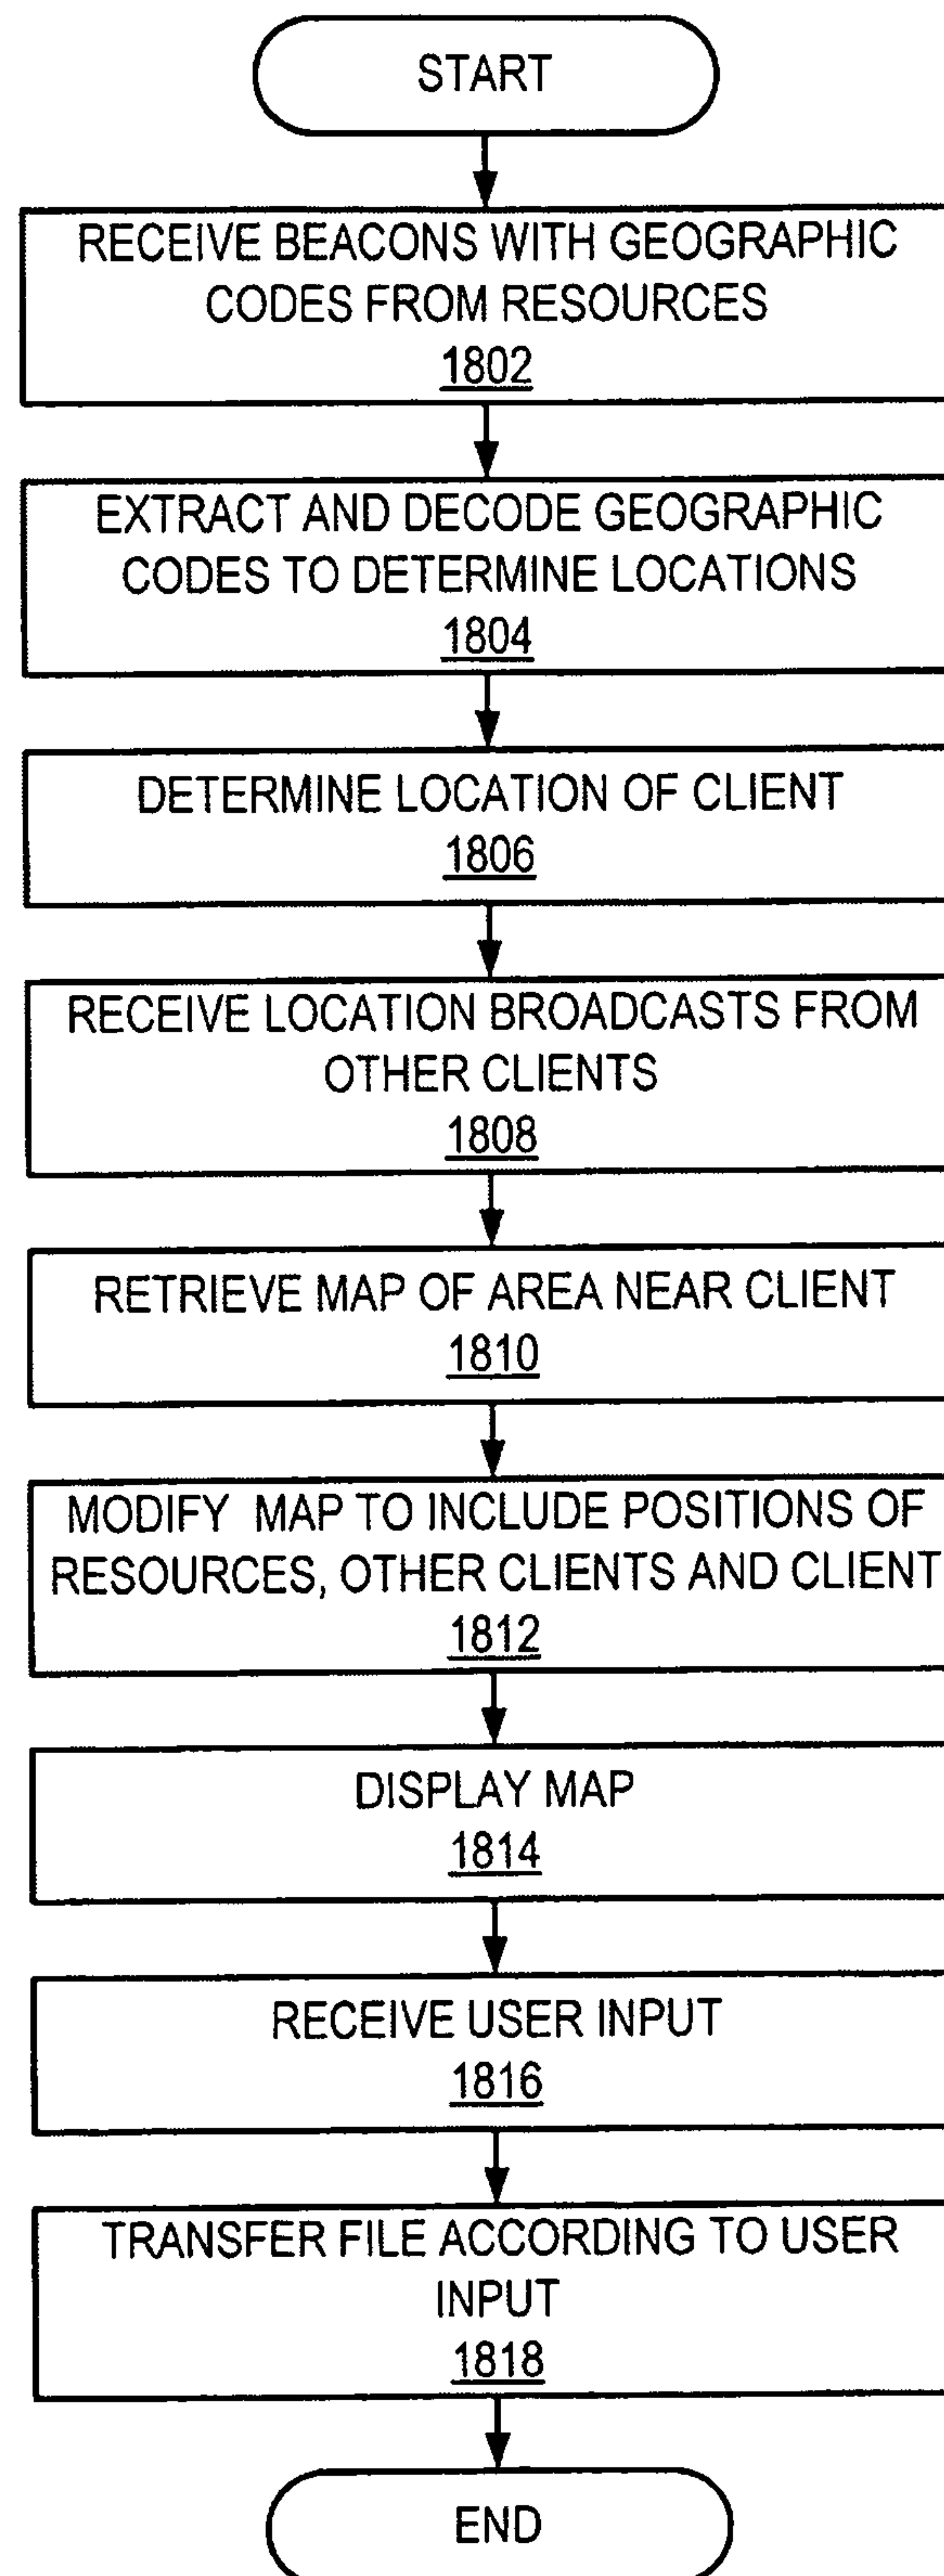 START
RECEIVE BEACONS WITH GEOGRAPHIC
CODES FROM RESOURCES
1802
EXTRACT AND DECODE GEOGRAPHIC
CODES TO DETERMINE LOCATIONS
1804
DETERMINE LOCATION OF CLIENT
1806
RECEIVE LOCATION BROADCASTS FROM
OTHER CLIENTS
1808
RETRIEVE MAP OF AREA NEAR CLIENT
1810
MODIFY MAP TO INCLUDE POSITIONS OF
RESOURCES, OTHER CLIENTS AND CLIENT
1812
DISPLAY MAP
1814
RECEIVE USER INPUT
1816
TRANSFER FILE ACCORDING TO USER
INPUT
1818
END